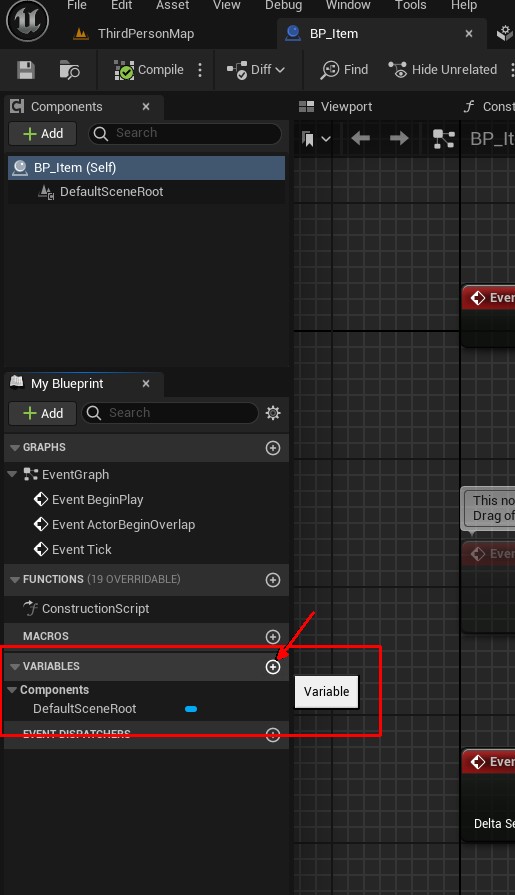 File Edit Asset View Debug Window Tools Help
ThirdPersonMap BP_Item
Compile Diff Find Hide Unrelated
Components
Viewport
Add Search
BP_It
BP_Item (Self)
DefaultSceneRoot
Even
My Blueprint
Add Search
GRAPHS
EventGraph
Event BeginPlay
This no
Drag of
Event ActorBeginOverlap
Event Tick
Even
FUNCTIONS (19 OVERRIDABLE)
ConstructionScript
MACROS
VARIABLES
Components
Variable
DefaultSceneRoot
EVENT DISPATCHERS
Even
Delta Se